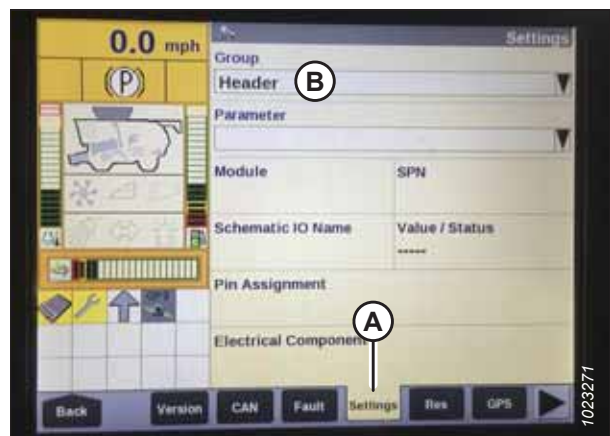 0.0 mph
Settings
Group
(P)
Header
B
Parameter
Module SPN
Schematic IO Name Value / Status
-----
Pin Assignment
A
Electrical Component
Back Version CAN Fault Settings Res GPS
1023271